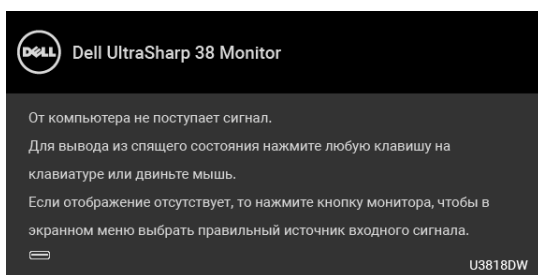 DELL Dell UltraSharp 38 Monitor
От компьютера не поступает сигнал.
Для вывода из спящего состояния нажмите любую клавишу на
клавиатуре или двиньте мышь.
Если отображение отсутствует, то нажмите кнопку монитора, чтобы в
экранном меню выбрать правильный источник входного сигнала.
U3818DW